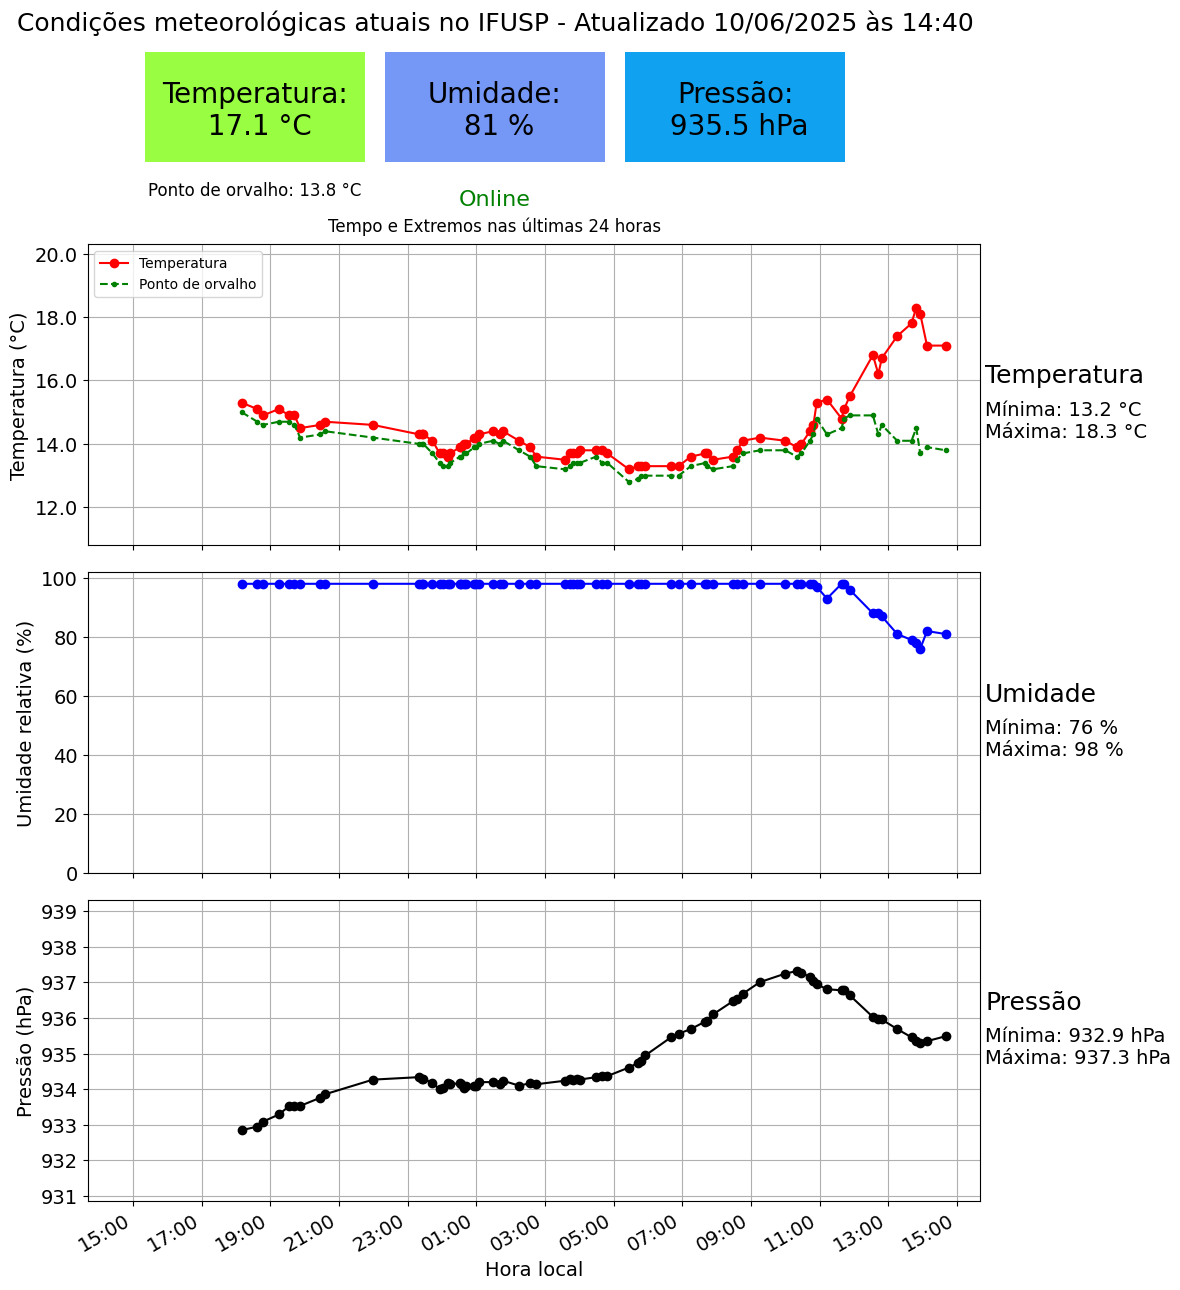 Condições meteorológicas atuais no IFUSP - Atualizado 10/06/2025 às 14:40
Temperatura:
17.1 °C
Umidade:
81 %
Pressão:
935.5 hPa
Ponto de orvalho: 13.8 °C
Online
Tempo e Extremos nas últimas 24 horas
Temperatura
Ponto de orvalho
Temperatura (°C)
20.0
18.0
16.0
14.0
12.0
Temperatura
Mínima: 13.2 °C
Máxima: 18.3 °C
Umidade relativa (%)
100
80
60
40
20
0
Umidade
Mínima: 76 %
Máxima: 98 %
Pressão (hPa)
939
938
937
936
935
934
933
932
931
Pressão
Mínima: 932.9 hPa
Máxima: 937.3 hPa
15:00 17:00 19:00 21:00 23:00 01:00 03:00 05:00 07:00 09:00 11:00 13:00 15:00
Hora local